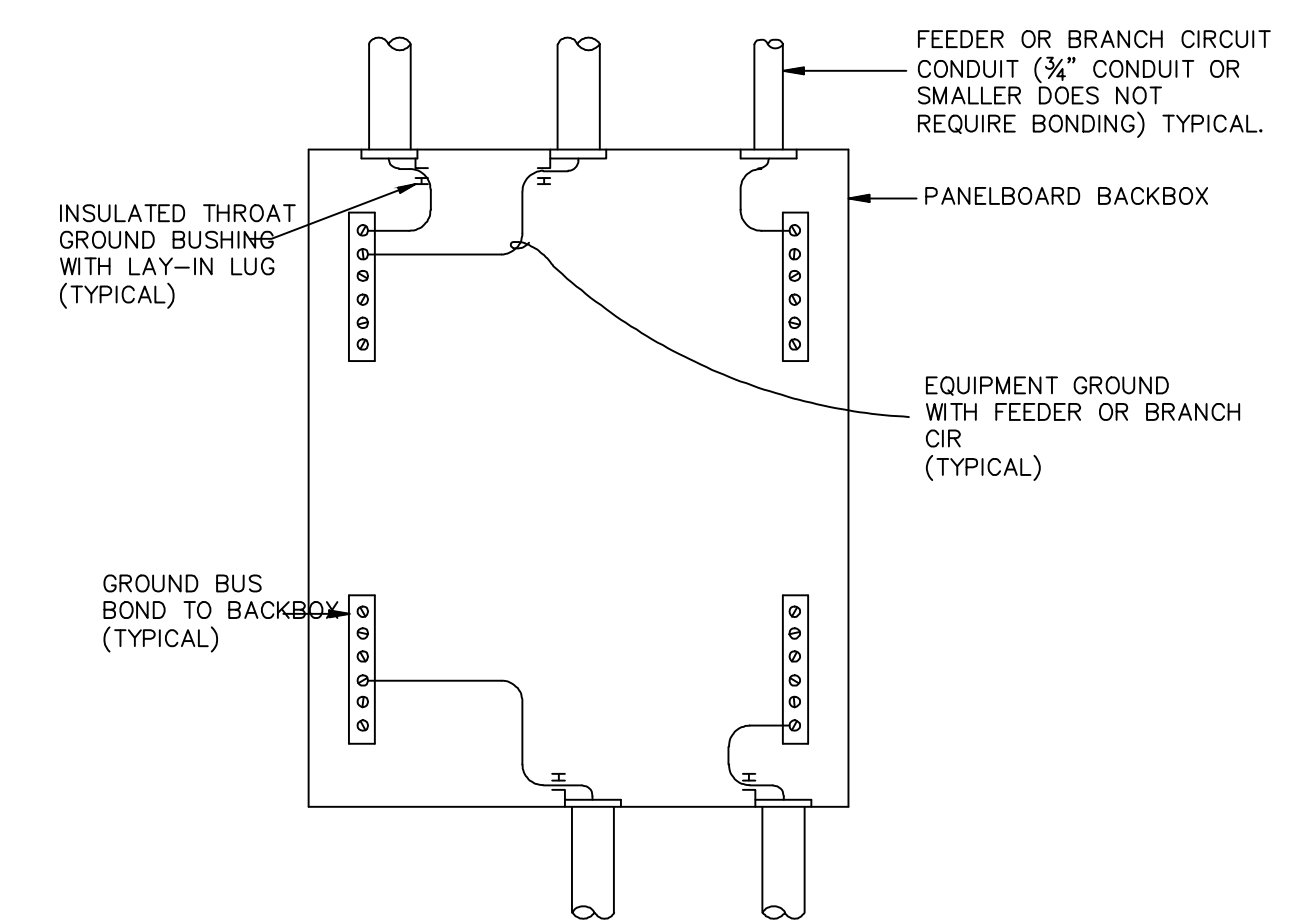 FEEDER OR BRANCH CIRCUIT
CONDUIT (¾" CONDUIT OR
SMALLER DOES NOT
REQUIRE BONDING) TYPICAL.
PANELBOARD BACKBOX
INSULATED THROAT
GROUND BUSHING
WITH LAY-IN LUG
(TYPICAL)
EQUIPMENT GROUND
WITH FEEDER OR BRANCH
CIR
(TYPICAL)
GROUND BUS
BOND TO BACKBOX
(TYPICAL)